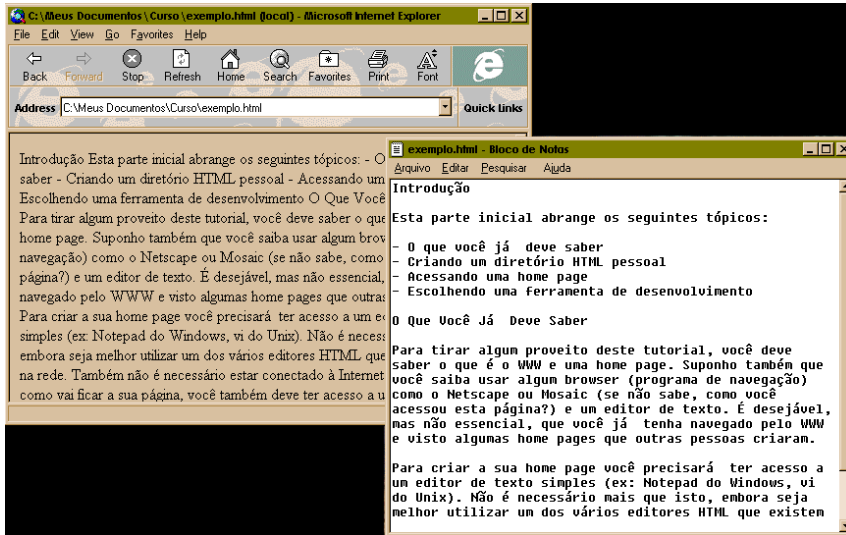 C:\Meus Documentos\Curso\exemplo.html (local) - Microsoft Internet Explorer
File Edit View Go Favorites Help
Back Forward Stop Refresh Home Search Favorites Print Font
Address C:\Meus Documentos\Curso\exemplo.html Quick Links
Introdução Esta parte inicial abrange os seguintes tópicos: - O
saber - Criando um diretório HTML pessoal - Acessando um
Escolhendo uma ferramenta de desenvolvimento O Que Você
Para tirar algum proveito deste tutorial, você deve saber o que
home page. Suponho também que você saiba usar algum brow
navegação) como o Netscape ou Mosaic (se não sabe, como
página?) e um editor de texto. É desejável, mas não essencial,
navegado pelo WWW e visto algumas home pages que outras
Para criar a sua home page você precisará ter acesso a um e
simples (ex: Notepad do Windows, vi do Unix). Não é neces
embora seja melhor utilizar um dos vários editores HTML que
na rede. Também não é necessário estar conectado à Internet
como vai ficar a sua página, você também deve ter acesso a u
exemplo.html - Bloco de Notas
Arquivo Editar Pesquisar Ajuda
Introdução
Esta parte inicial abrange os seguintes tópicos:
- O que você já deve saber
- Criando um diretório HTML pessoal
- Acessando uma home page
- Escolhendo uma ferramenta de desenvolvimento
O Que Você Já Deve Saber
Para tirar algum proveito deste tutorial, você deve
saber o que é o WWW e uma home page. Suponho também que
você saiba usar algum browser (programa de navegação)
como o Netscape ou Mosaic (se não sabe, como você
acessou esta página?) e um editor de texto. É desejável,
mas não essencial, que você já tenha navegado pelo WWW
e visto algumas home pages que outras pessoas criaram.
Para criar a sua home page você precisará ter acesso a
um editor de texto simples (ex: Notepad do Windows, vi
do Unix). Não é necessário mais que isto, embora seja
melhor utilizar um dos vários editores HTML que existem